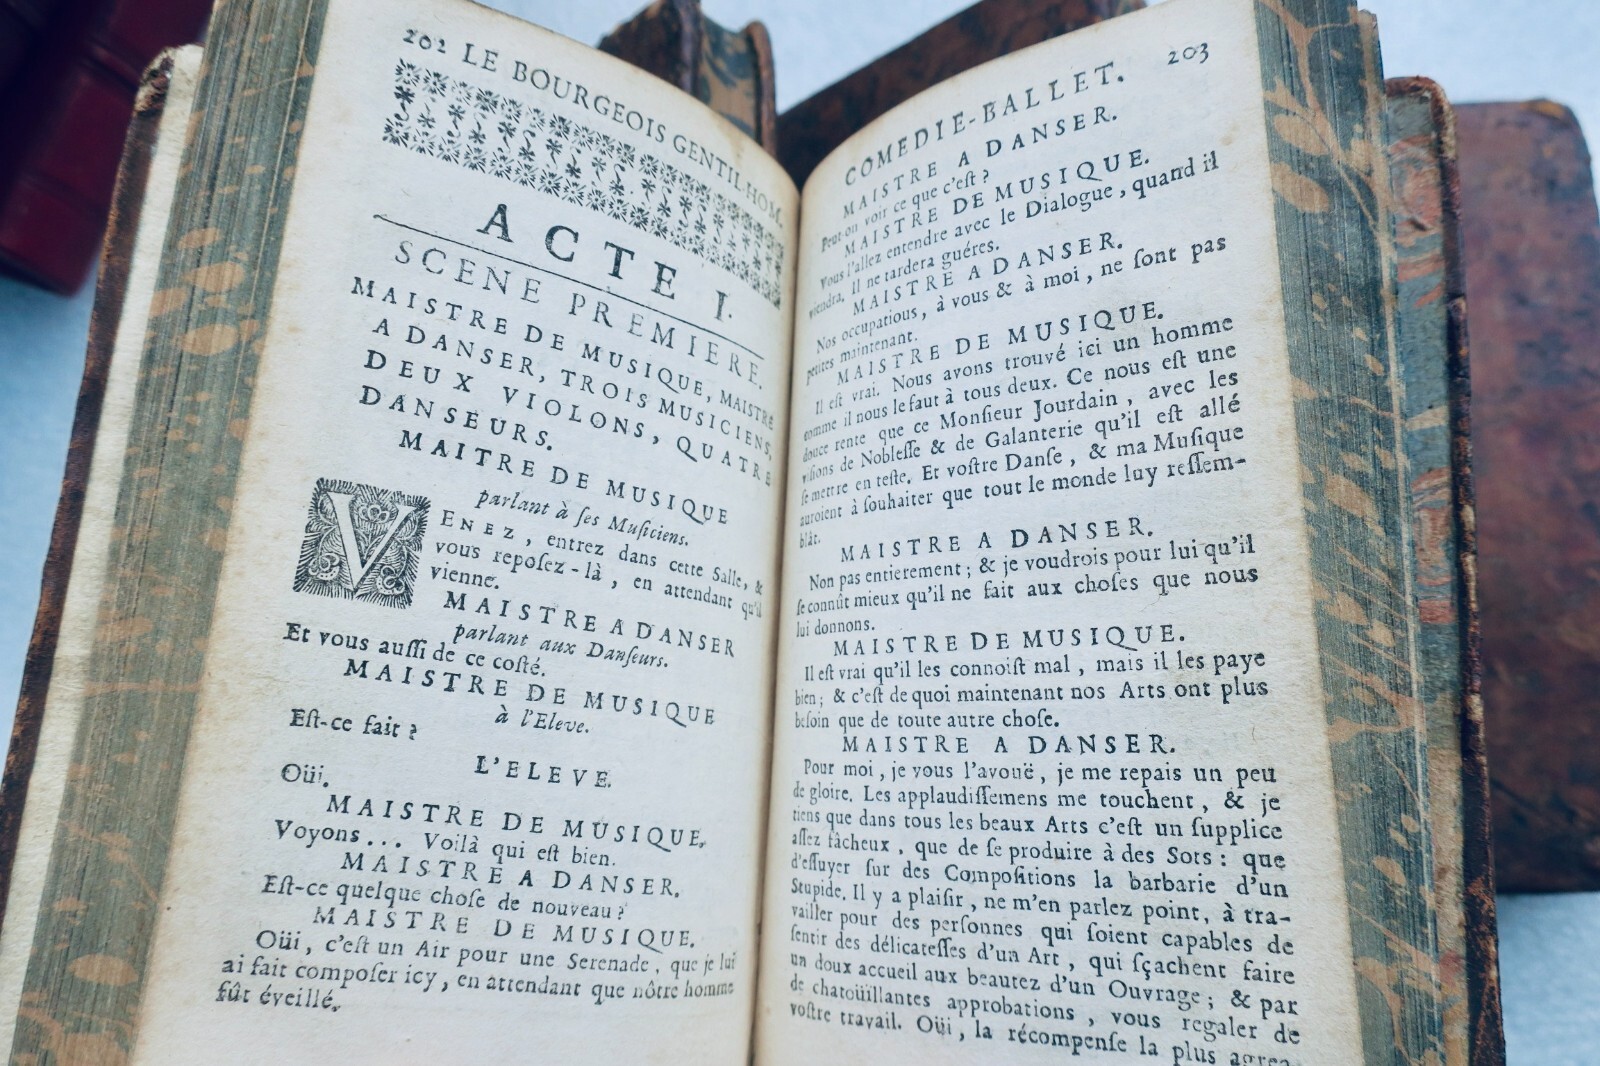 202 LE BOURGEOIS GENTIL-HOM.
ACTE I.
SCENE PREMIERE.
MAISTRE DE MUSIQUE, MAISTRE
A DANSER, TROIS MUSICIENS,
DEUX VIOLONS, QUATRE
DANSEURS.
MAITRE DE MUSIQUE
parlant à ſes Muſiciens.
VENEZ, entrez dans cette Salle, &
vous repoſez-là, en attendant qu'il
vienne.
MAISTRE A DANSER
parlant aux Danſeurs.
Et vous auſſi de ce coſté.
MAISTRE DE MUSIQUE
à l'Eleve.
Eſt-ce fait ?
L'ELEVE.
Oüi.
MAISTRE DE MUSIQUE.
Voyons... Voilà qui eſt bien.
MAISTRE A DANSER.
Eſt-ce quelque choſe de nouveau ?
MAISTRE DE MUSIQUE.
Oüi, c'eſt un Air pour une Serenade, que je lui
ai fait compoſer icy, en attendant que nôtre homme
fût éveillé.
COMEDIE-BALLET. 203
MAISTRE A DANSER.
Peut-on voir ce que c'eſt ?
MAISTRE DE MUSIQUE.
Vous l'allez entendre avec le Dialogue, quand il
viendra. Il ne tardera guéres.
MAISTRE A DANSER.
Nos occupatious, à vous & à moi, ne ſont pas
petites maintenant.
MAISTRE DE MUSIQUE.
Il eſt vrai. Nous avons trouvé ici un homme
comme il nous le faut à tous deux. Ce nous eſt une
douce rente que ce Monſieur Jourdain, avec les
viſions de Nobleſſe & de Galanterie qu'il eſt allé
ſe mettre en teſte. Et voſtre Danſe, & ma Muſique
auroient à ſouhaiter que tout le monde luy reſſem-
blât.
MAISTRE A DANSER.
Non pas entierement ; & je voudrois pour lui qu'il
ſe connût mieux qu'il ne fait aux choſes que nous
lui donnons.
MAISTRE DE MUSIQUE.
Il eſt vrai qu'il les connoiſt mal, mais il les paye
bien ; & c'eſt de quoi maintenant nos Arts ont plus
beſoin que de toute autre choſe.
MAISTRE A DANSER.
Pour moi, je vous l'avouë, je me repais un peu
de gloire. Les applaudiſſemens me touchent, & je
tiens que dans tous les beaux Arts c'eſt un ſupplice
aſſez fâcheux, que de ſe produire à des Sots : que
d'eſſuyer ſur des Compoſitions la barbarie d'un
Stupide. Il y a plaiſir, ne m'en parlez point, à tra-
vailler pour des perſonnes qui ſoient capables de
ſentir des délicateſſes d'un Art, qui ſçachent faire
un doux accueil aux beautez d'un Ouvrage ; & par
de chatoüillantes approbations, vous regaler de
voſtre travail. Oüi, la récompenſe la plus agrea-